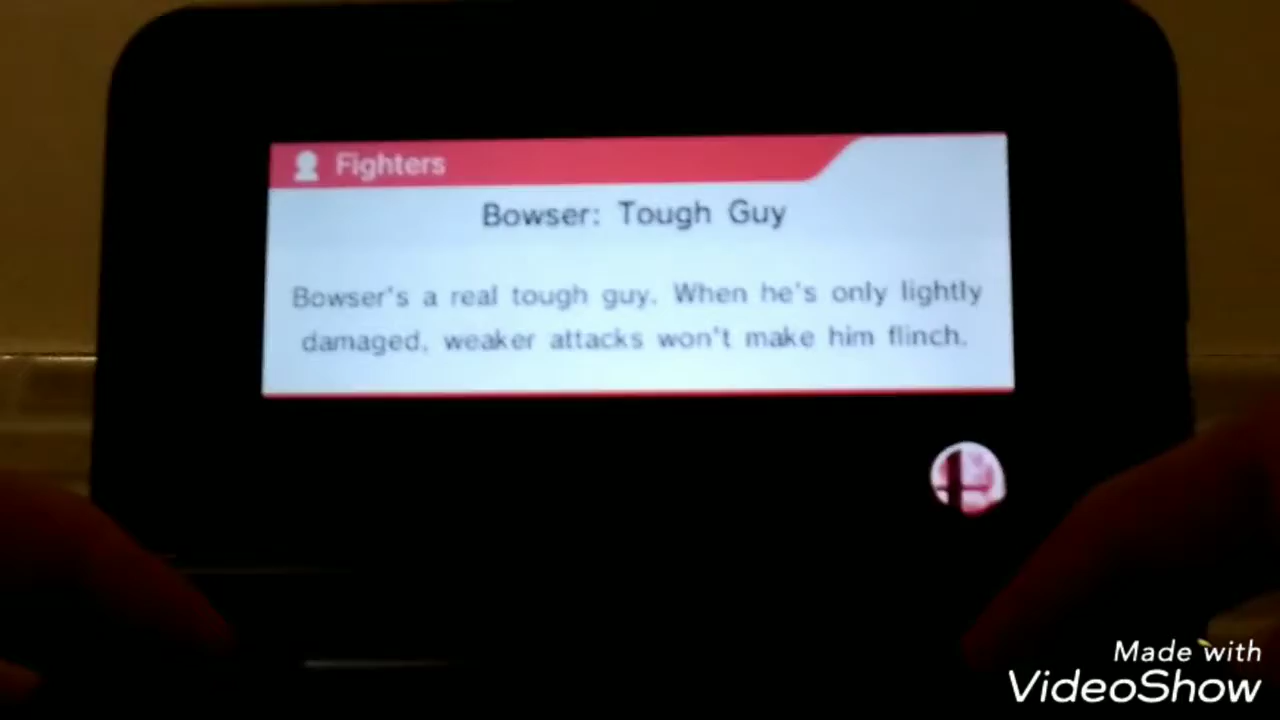 Fighters
Bowser: Tough Guy
Bowser's a real tough guy. When he's only lightly
damaged, weaker attacks won't make him flinch.
Made with
VideoShow